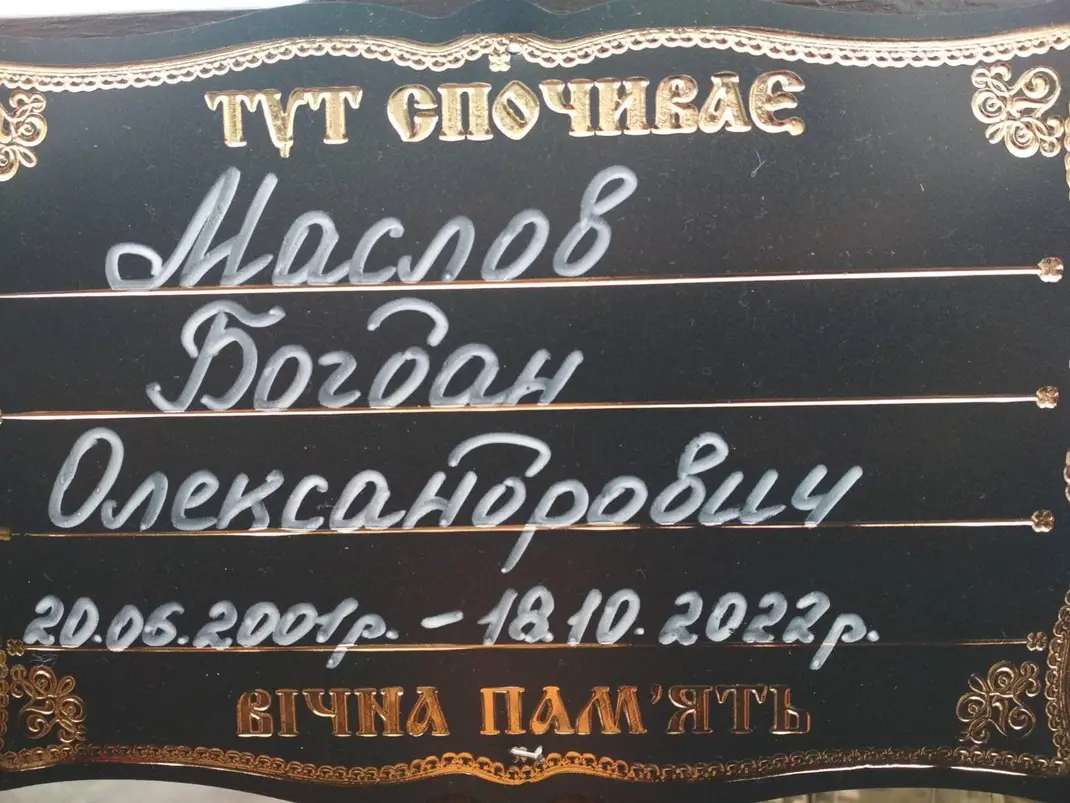 ТУТ СПОЧИВАЄ
Маслов
Богдан
Олександрович
20.06.2001р. – 18.10.2022р.
ВІЧНА ПАМ'ЯТЬ